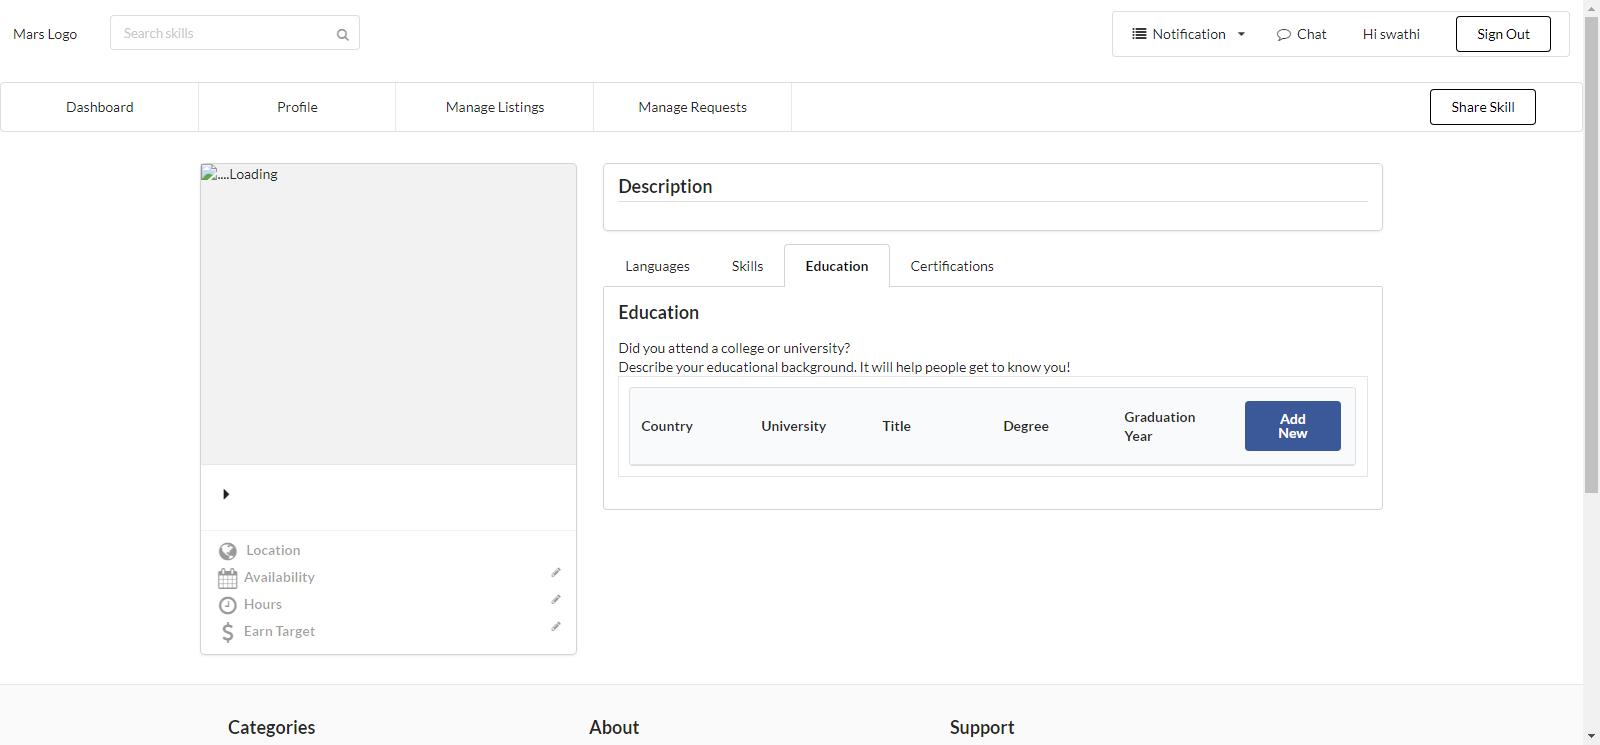 Mars Logo
Search skills
Notification
Chat
Hi swathi
Sign Out
Dashboard
Profile
Manage Listings
Manage Requests
Share Skill
....Loading
Description
Languages
Skills
Education
Certifications
Education
Did you attend a college or university?
Describe your educational background. It will help people get to know you!
Country
University
Title
Degree
Graduation
Year
Add
New
Location
Availability
Hours
Earn Target
Categories
About
Support